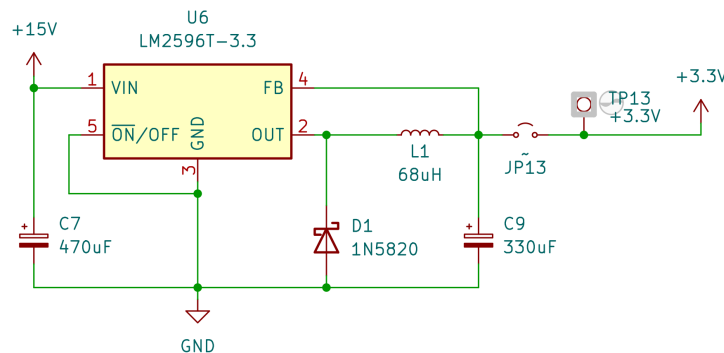 U6
LM2596T-3.3
+15V
1 VIN
FB 4
5 ON/OFF
GND
OUT 2
3
L1
68uH
TP13
+3.3V
+3.3V
~
JP13
+
C7
470uF
D1
1N5820
+
C9
330uF
GND